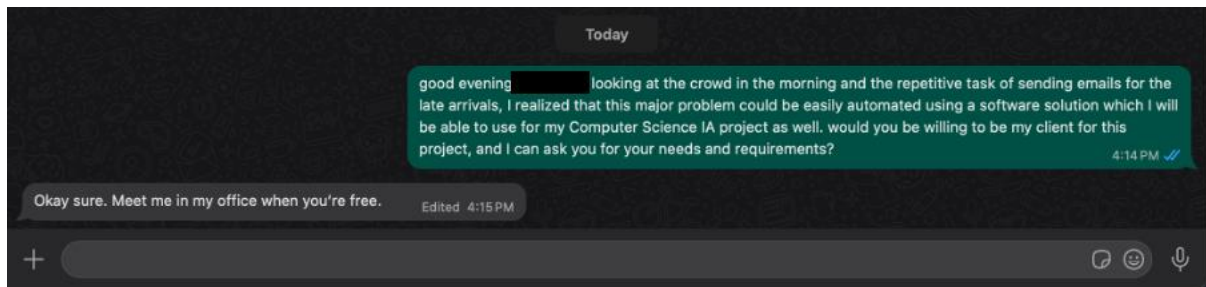 Today
good evening looking at the crowd in the morning and the repetitive task of sending emails for the
late arrivals, I realized that this major problem could be easily automated using a software solution which I will
be able to use for my Computer Science IA project as well. would you be willing to be my client for this
project, and I can ask you for your needs and requirements?
4:14 PM
Okay sure. Meet me in my office when you're free.
Edited 4:15 PM